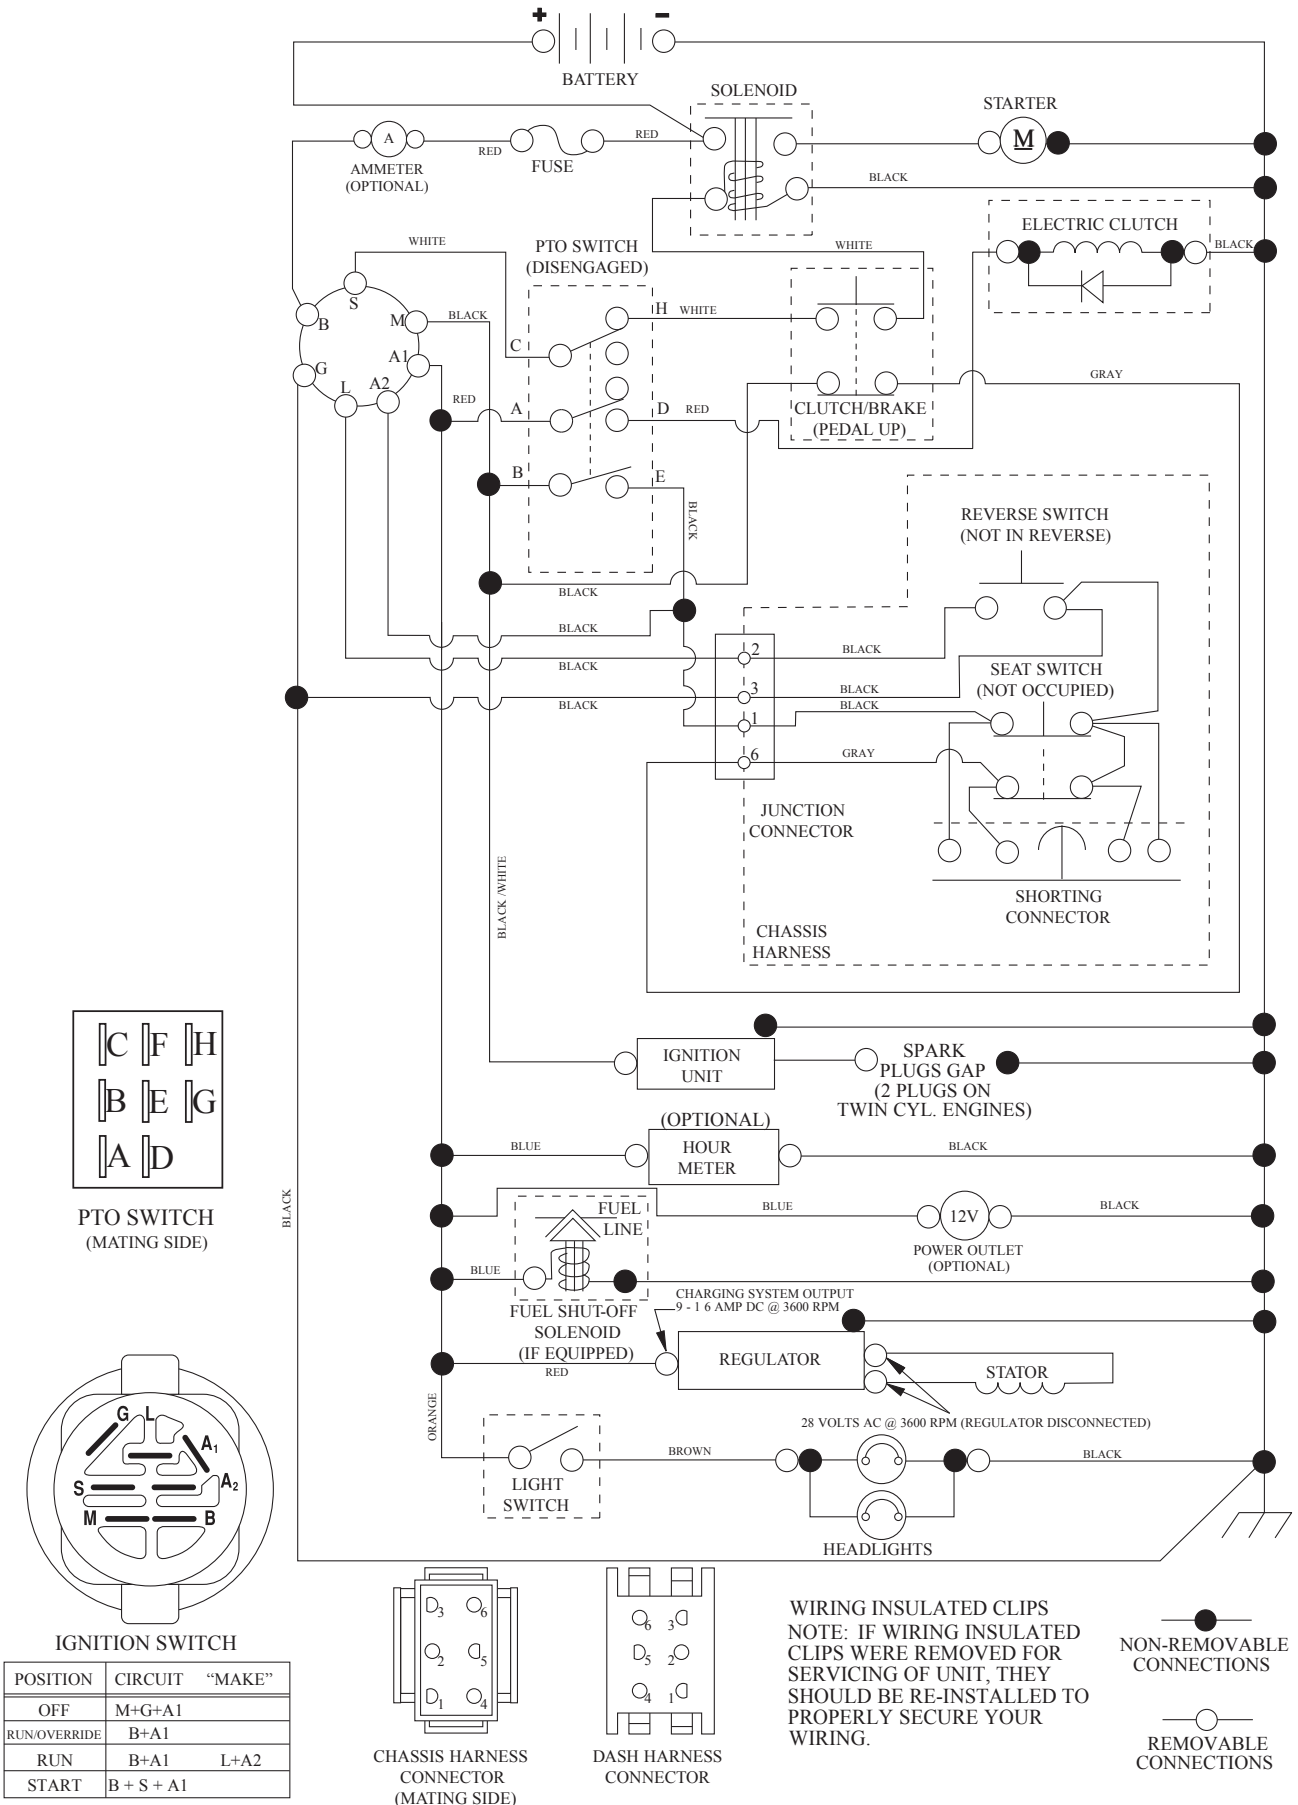 + -
BATTERY
SOLENOID
STARTER
A
M
RED
FUSE
RED
AMMETER
(OPTIONAL)
BLACK
ELECTRIC CLUTCH
BLACK
WHITE
PTO SWITCH
(DISENGAGED)
WHITE
S
B
M
BLACK
H WHITE
C
G
A1
L
A2
RED
A
D RED
GRAY
CLUTCH/BRAKE
(PEDAL UP)
B
E
BLACK
REVERSE SWITCH
(NOT IN REVERSE)
BLACK
BLACK
2
BLACK
BLACK
SEAT SWITCH
(NOT OCCUPIED)
3
BLACK
BLACK
1
BLACK
6
GRAY
JUNCTION
CONNECTOR
BLACK /WHITE
SHORTING
CONNECTOR
CHASSIS
HARNESS
C F H
B E G
A D
PTO SWITCH
(MATING SIDE)
BLACK
IGNITION
UNIT
SPARK
PLUGS GAP
(2 PLUGS ON
TWIN CYL. ENGINES)
(OPTIONAL)
BLUE
HOUR
METER
BLACK
FUEL
LINE
BLUE
12V
BLACK
POWER OUTLET
(OPTIONAL)
BLUE
CHARGING SYSTEM OUTPUT
9 - 1 6 AMP DC @ 3600 RPM
FUEL SHUT-OFF
SOLENOID
(IF EQUIPPED)
RED
REGULATOR
STATOR
ORANGE
28 VOLTS AC @ 3600 RPM (REGULATOR DISCONNECTED)
BROWN
BLACK
LIGHT
SWITCH
HEADLIGHTS
G L
A1
S
A2
M
B
IGNITION SWITCH
POSITION CIRCUIT "MAKE"
OFF M+G+A1
RUN/OVERRIDE B+A1
RUN B+A1 L+A2
START B + S + A1
3 6
2 5
1 4
CHASSIS HARNESS
CONNECTOR
(MATING SIDE)
6 3
5 2
4 1
DASH HARNESS
CONNECTOR
WIRING INSULATED CLIPS
NOTE: IF WIRING INSULATED
CLIPS WERE REMOVED FOR
SERVICING OF UNIT, THEY
SHOULD BE RE-INSTALLED TO
PROPERLY SECURE YOUR
WIRING.
NON-REMOVABLE
CONNECTIONS
REMOVABLE
CONNECTIONS